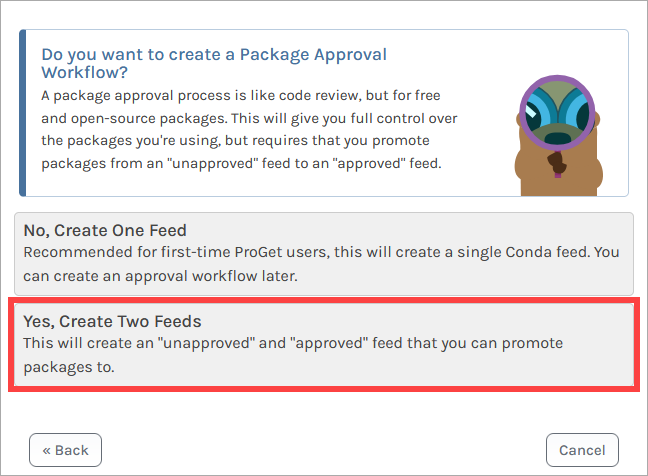 Do you want to create a Package Approval
Workflow?
A package approval process is like code review, but for free
and open-source packages. This will give you full control over
the packages you're using, but requires that you promote
packages from an "unapproved" feed to an "approved" feed.
No, Create One Feed
Recommended for first-time ProGet users, this will create a single Conda feed. You
can create an approval workflow later.
Yes, Create Two Feeds
This will create an "unapproved" and "approved" feed that you can promote
packages to.
« Back
Cancel